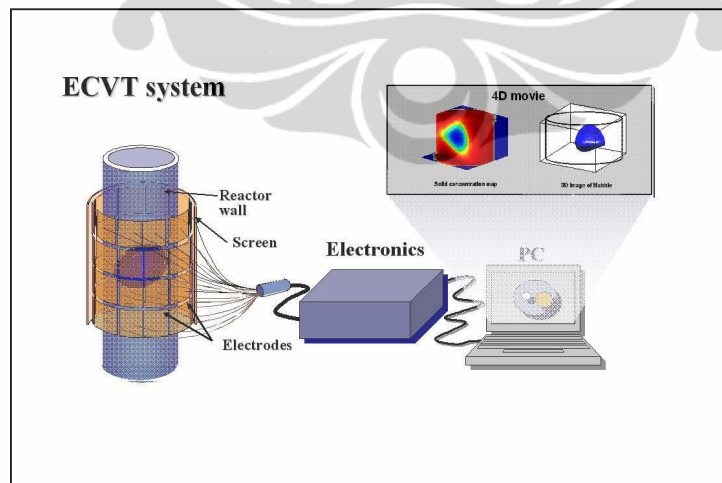 ECVT system
4D movie
Solid concentration map
3D Image of Bubble
Reactor
wall
Screen
Electronics
PC
Electrodes